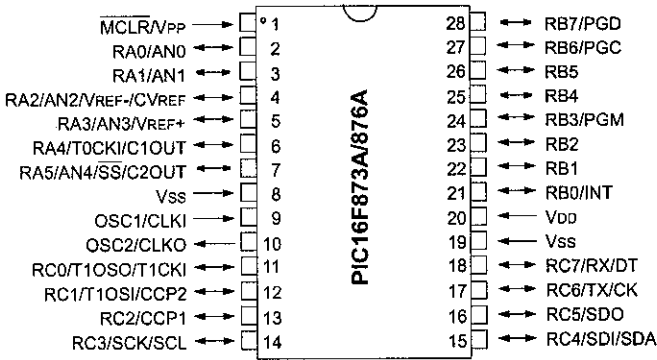 M̅C̅L̅R̅/VPP
RA0/AN0
RA1/AN1
RA2/AN2/VREF-/CVREF
RA3/AN3/VREF+
RA4/T0CKI/C1OUT
RA5/AN4/S̅S̅/C2OUT
VSS
OSC1/CLKI
OSC2/CLKO
RC0/T1OSO/T1CKI
RC1/T1OSI/CCP2
RC2/CCP1
RC3/SCK/SCL
1
2
3
4
5
6
7
8
9
10
11
12
13
14
PIC16F873A/876A
28
27
26
25
24
23
22
21
20
19
18
17
16
15
RB7/PGD
RB6/PGC
RB5
RB4
RB3/PGM
RB2
RB1
RB0/INT
VDD
VSS
RC7/RX/DT
RC6/TX/CK
RC5/SDO
RC4/SDI/SDA